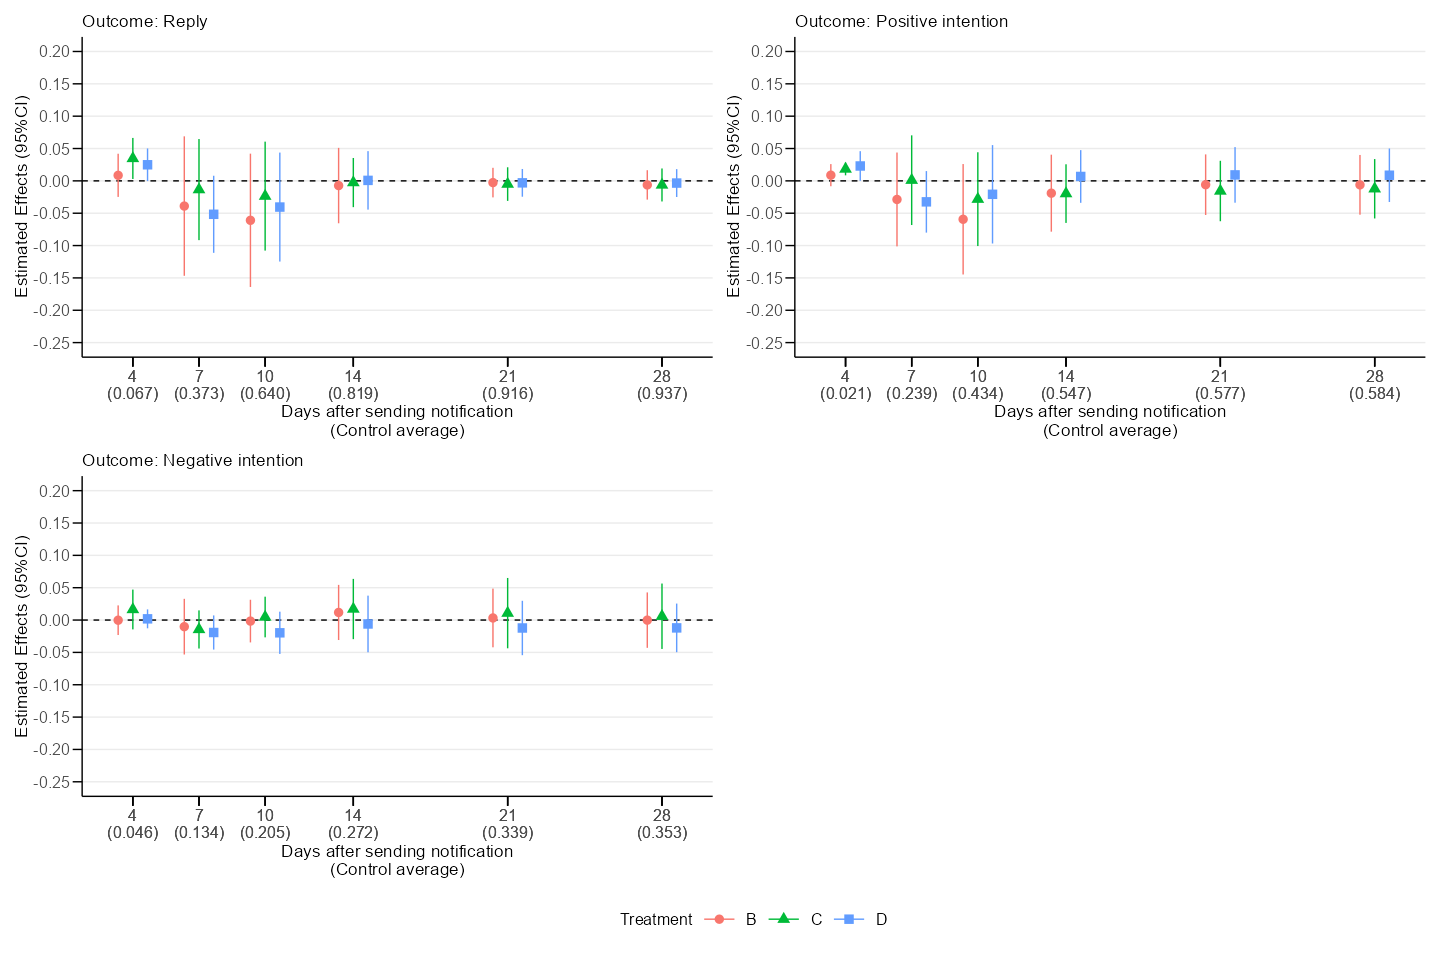 Outcome: Reply
Estimated Effects (95%CI)
0.20
0.15
0.10
0.05
0.00
-0.05
-0.10
-0.15
-0.20
-0.25
4 7 10 14 21 28
(0.067) (0.373) (0.640) (0.819) (0.916) (0.937)
Days after sending notification
(Control average)
Outcome: Positive intention
Estimated Effects (95%CI)
0.20
0.15
0.10
0.05
0.00
-0.05
-0.10
-0.15
-0.20
-0.25
4 7 10 14 21 28
(0.021) (0.239) (0.434) (0.547) (0.577) (0.584)
Days after sending notification
(Control average)
Outcome: Negative intention
Estimated Effects (95%CI)
0.20
0.15
0.10
0.05
0.00
-0.05
-0.10
-0.15
-0.20
-0.25
4 7 10 14 21 28
(0.046) (0.134) (0.205) (0.272) (0.339) (0.353)
Days after sending notification
(Control average)
Treatment B C D